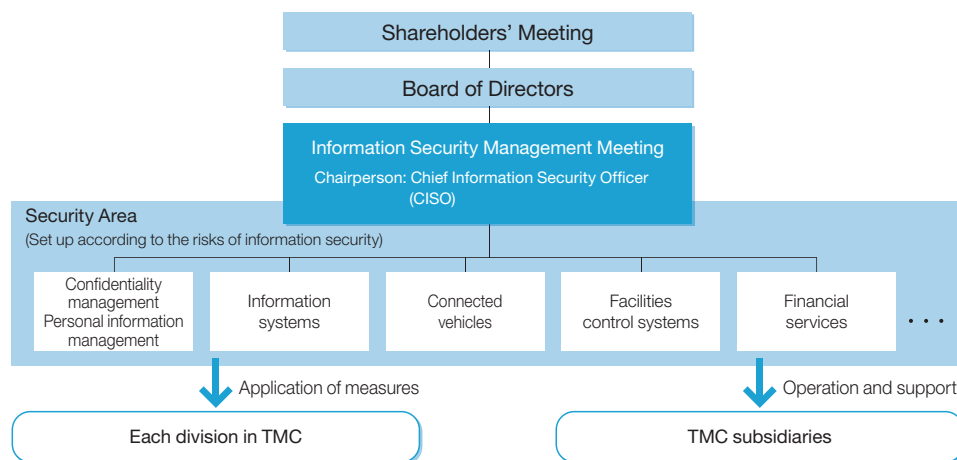 Shareholders’ Meeting
Board of Directors
Information Security Management Meeting
Chairperson: Chief Information Security Officer
(CISO)
Security Area
(Set up according to the risks of information security)
Confidentiality
management
Personal information
management
Information
systems
Connected
vehicles
Facilities
control systems
Financial
services
• • •
Application of measures
Operation and support
Each division in TMC
TMC subsidiaries